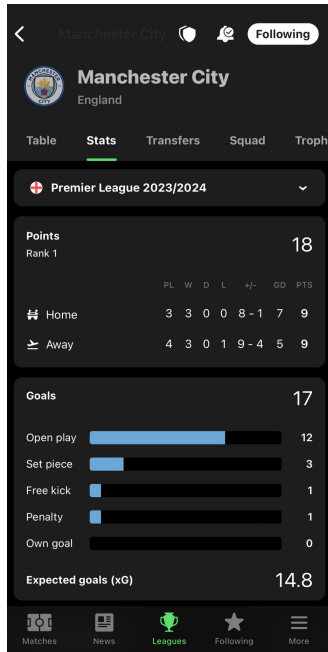 Manchester City
Following
MANCHESTER
CITY
Manchester City
England
Table Stats Transfers Squad Troph
Premier League 2023/2024
Points 18
Rank 1
PL W D L +/- GD PTS
Home 3 3 0 0 8 - 1 7 9
Away 4 3 0 1 9 - 4 5 9
Goals 17
Open play 12
Set piece 3
Free kick 1
Penalty 1
Own goal 0
Expected goals (xG) 14.8
Matches News Leagues Following More